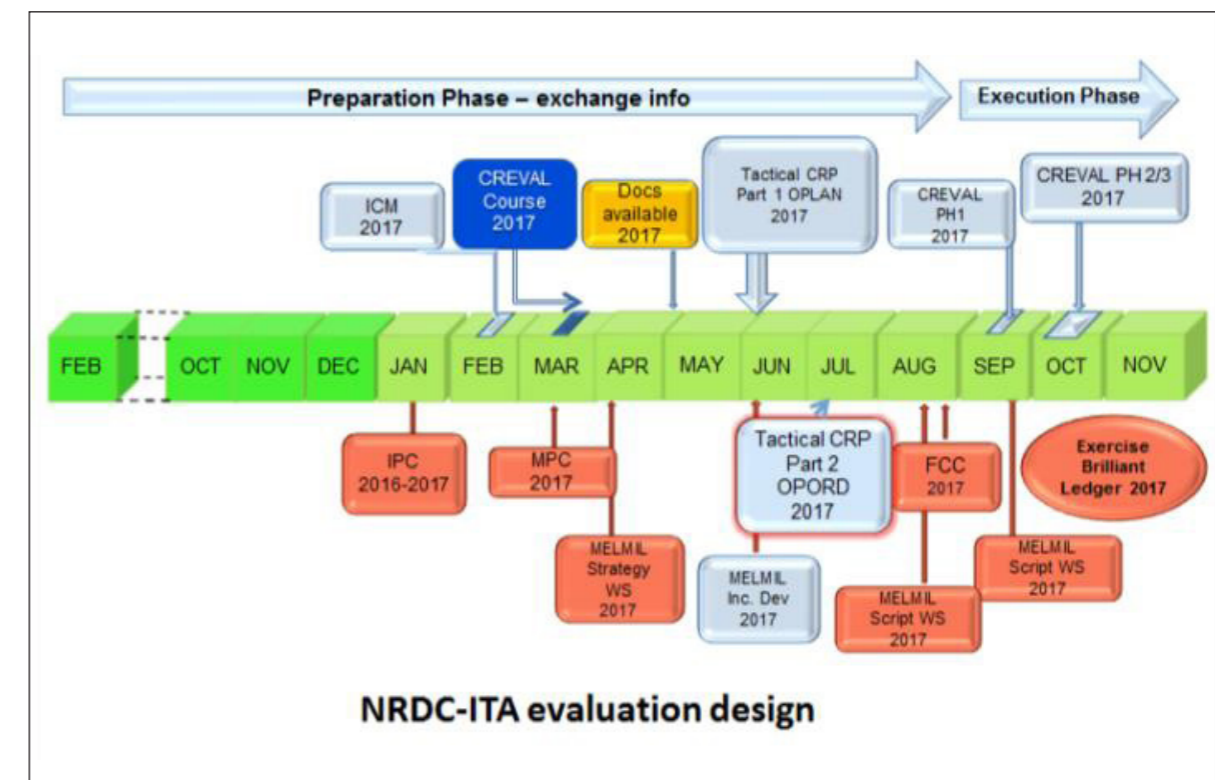 Preparation Phase – exchange info
Execution Phase
ICM
2017
CREVAL
Course
2017
Docs
available
2017
Tactical CRP
Part 1 OPLAN
2017
CREVAL
PH1
2017
CREVAL PH 2/3
2017
FEB
OCT
NOV
DEC
JAN
FEB
MAR
APR
MAY
JUN
JUL
AUG
SEP
OCT
NOV
IPC
2016-2017
MPC
2017
MELMIL
Strategy
WS
2017
Tactical CRP
Part 2
OPORD
2017
MELMIL
Inc. Dev
2017
FCC
2017
MELMIL
Script WS
2017
MELMIL
Script WS
2017
Exercise
Brilliant
Ledger 2017
NRDC-ITA evaluation design